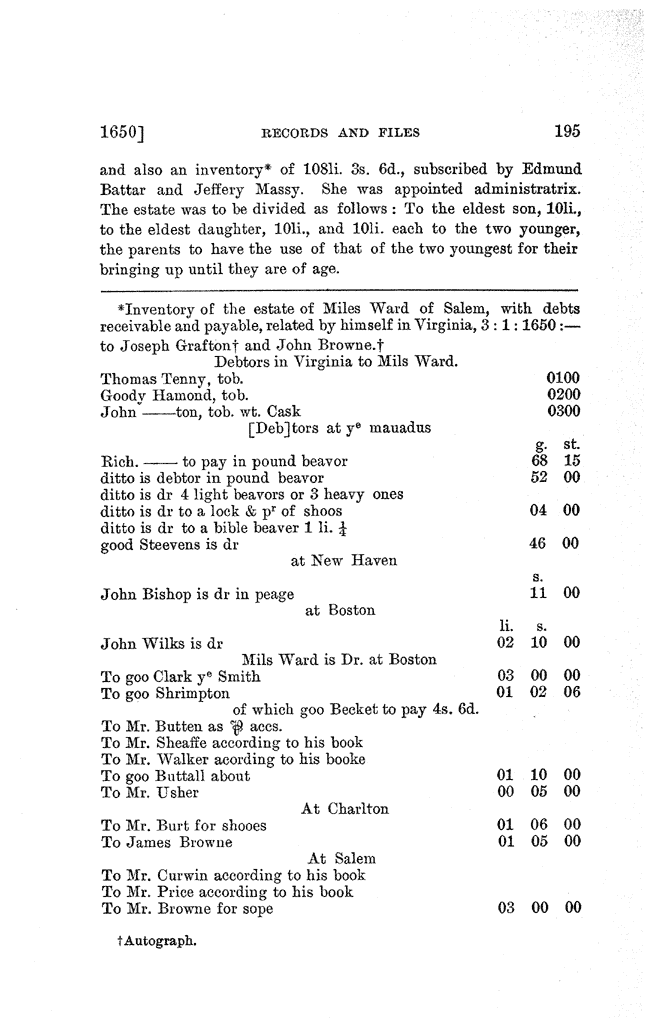 1650] RECORDS AND FILES 195
and also an inventory* of 108li. 3s. 6d., subscribed by Edmund
Battar and Jeffery Massy. She was appointed administratrix.
The estate was to be divided as follows: To the eldest son, 10li.,
to the eldest daughter, 10li., and 10li. each to the two younger,
the parents to have the use of that of the two youngest for their
bringing up until they are of age.
*Inventory of the estate of Miles Ward of Salem, with debts
receivable and payable, related by himself in Virginia, 3 : 1 : 1650 :—
to Joseph Grafton† and John Browne.†
Debtors in Virginia to Mils Ward.
Thomas Tenny, tob. 0100
Goody Hamond, tob. 0200
John ——ton, tob. wt. Cask 0300
[Deb]tors at yᵉ mauadus
g. st.
Rich. —— to pay in pound beavor 68 15
ditto is debtor in pound beavor 52 00
ditto is dr 4 light beavors or 3 heavy ones
ditto is dr to a lock & pʳ of shoos 04 00
ditto is dr to a bible beaver 1 li. ¼
good Steevens is dr 46 00
at New Haven
s.
John Bishop is dr in peage 11 00
at Boston
li. s.
John Wilks is dr 02 10 00
Mils Ward is Dr. at Boston
To goo Clark yᵉ Smith 03 00 00
To goo Shrimpton 01 02 06
of which goo Becket to pay 4s. 6d.
To Mr. Butten as ⅌ accs.
To Mr. Sheaffe according to his book
To Mr. Walker acording to his booke
To goo Buttall about 01 10 00
To Mr. Usher 00 05 00
At Charlton
To Mr. Burt for shooes 01 06 00
To James Browne 01 05 00
At Salem
To Mr. Curwin according to his book
To Mr. Price according to his book
To Mr. Browne for sope 03 00 00
†Autograph.